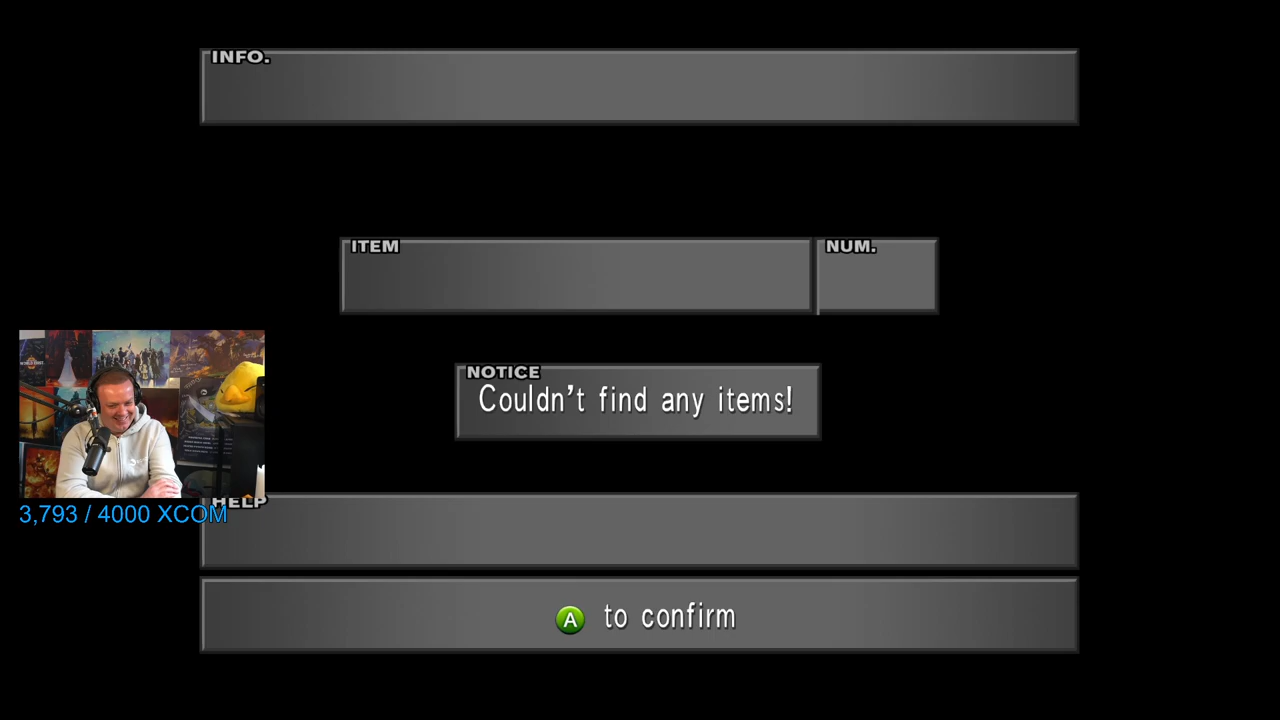 INFO.
ITEM
NUM.
NOTICE
Couldn't find any items!
HELP
3,793 / 4000 XCOM
A to confirm